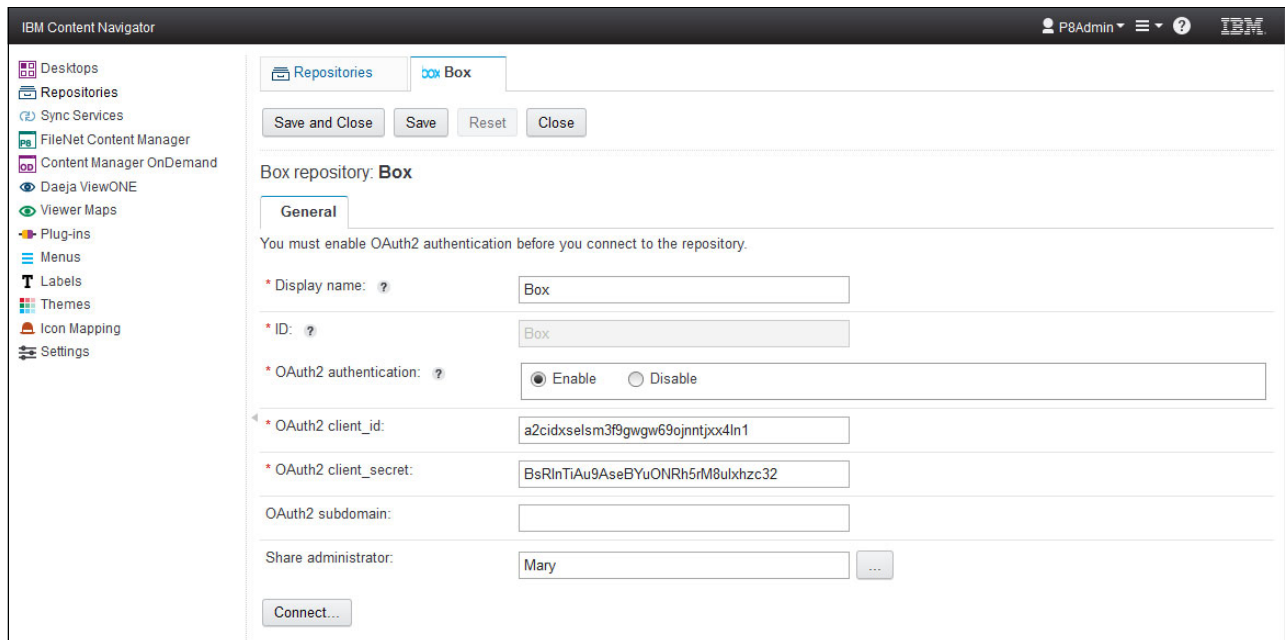 IBM Content Navigator
P8Admin
?
IBM
Desktops
Repositories
Sync Services
P8 FileNet Content Manager
OD Content Manager OnDemand
Daeja ViewONE
Viewer Maps
Plug-ins
Menus
T Labels
Themes
Icon Mapping
Settings
Repositories
box Box
Save and Close
Save
Reset
Close
Box repository: Box
General
You must enable OAuth2 authentication before you connect to the repository.
* Display name: ?
Box
* ID: ?
Box
* OAuth2 authentication: ?
Enable
Disable
* OAuth2 client_id:
a2cidxselsm3f9gwgw69ojnntjxx4ln1
* OAuth2 client_secret:
BsRlnTiAu9AseBYuONRh5rM8ulxhzc32
OAuth2 subdomain:
Share administrator:
Mary
...
Connect...